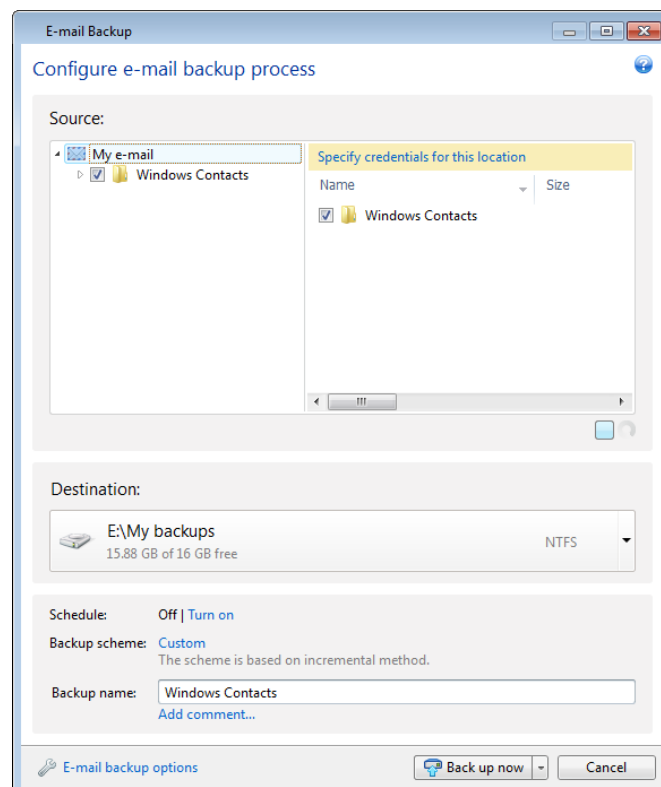 E-mail Backup
Configure e-mail backup process
Source:
My e-mail
Windows Contacts
Specify credentials for this location
Name Size
Windows Contacts
Destination:
E:\My backups
15.88 GB of 16 GB free
NTFS
Schedule: Off | Turn on
Backup scheme: Custom
The scheme is based on incremental method.
Backup name: Windows Contacts
Add comment...
E-mail backup options
Back up now
Cancel